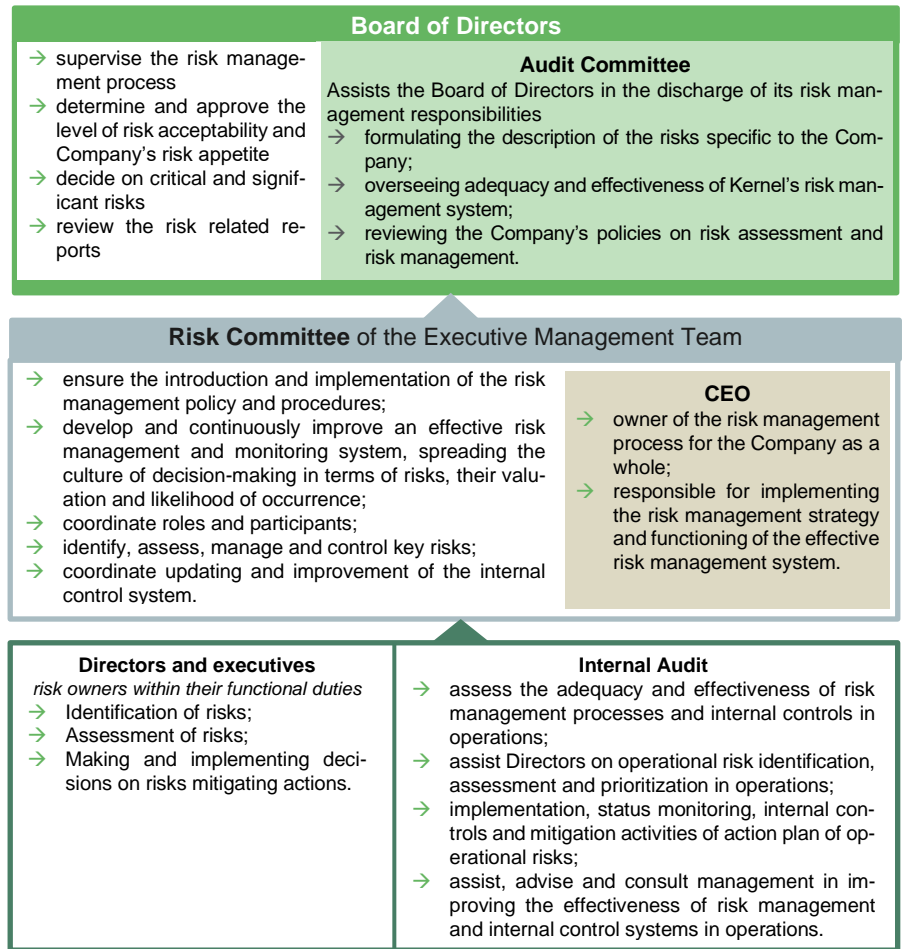 Board of Directors
→ supervise the risk manage-
ment process
→ determine and approve the
level of risk acceptability and
Company's risk appetite
→ decide on critical and signif-
icant risks
→ review the risk related re-
ports
Audit Committee
Assists the Board of Directors in the discharge of its risk man-
agement responsibilities
→ formulating the description of the risks specific to the Com-
pany;
→ overseeing adequacy and effectiveness of Kernel's risk man-
agement system;
→ reviewing the Company's policies on risk assessment and
risk management.
Risk Committee of the Executive Management Team
→ ensure the introduction and implementation of the risk
management policy and procedures;
→ develop and continuously improve an effective risk
management and monitoring system, spreading the
culture of decision-making in terms of risks, their valu-
ation and likelihood of occurrence;
→ coordinate roles and participants;
→ identify, assess, manage and control key risks;
→ coordinate updating and improvement of the internal
control system.
CEO
→ owner of the risk management
process for the Company as a
whole;
→ responsible for implementing
the risk management strategy
and functioning of the effective
risk management system.
Directors and executives
risk owners within their functional duties
→ Identification of risks;
→ Assessment of risks;
→ Making and implementing deci-
sions on risks mitigating actions.
Internal Audit
→ assess the adequacy and effectiveness of risk
management processes and internal controls in
operations;
→ assist Directors on operational risk identification,
assessment and prioritization in operations;
→ implementation, status monitoring, internal con-
trols and mitigation activities of action plan of op-
erational risks;
→ assist, advise and consult management in im-
proving the effectiveness of risk management
and internal control systems in operations.